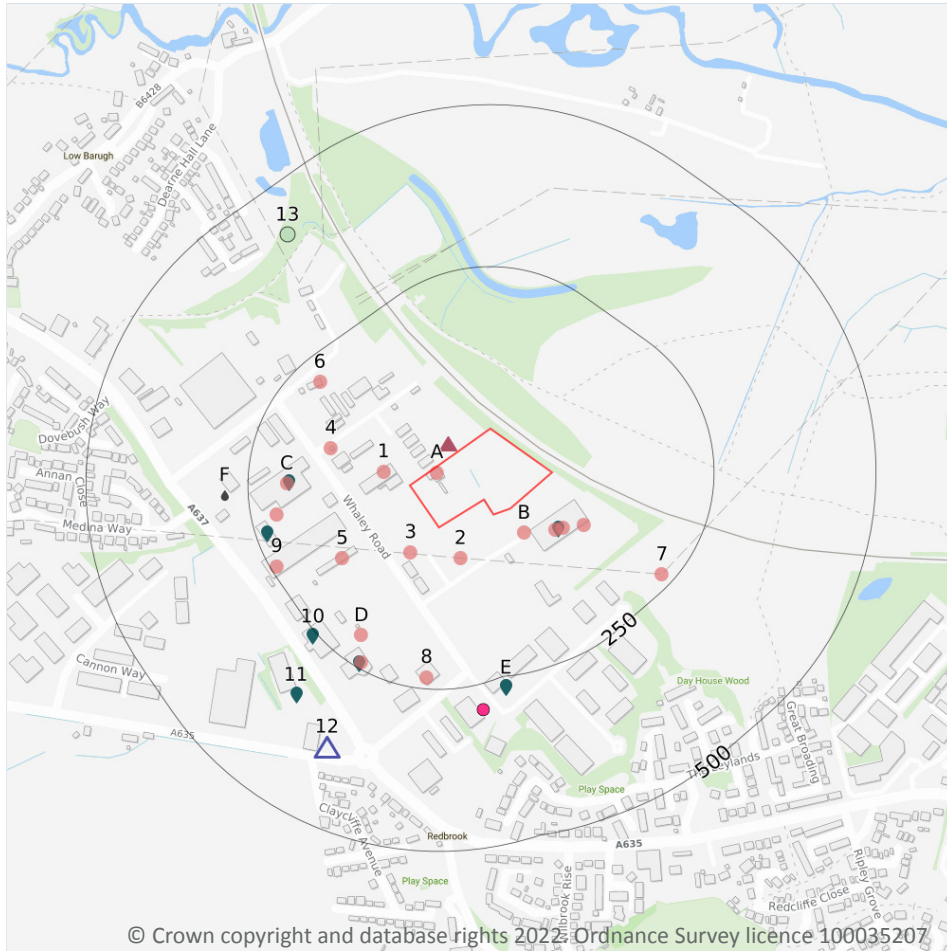 B6428
Low Barugh
Dearne Hall Lane
13
6
Dovebush Way
4
A
1
Annan Close
C
F
Whaley Road
A637
Medina Way
B
3
2
9
5
7
10
D
250
8
E
Cannon Way
11
Day House Wood
Great Broading
12
A635
500
The Leylands
Play Space
Claycliffe Avenue
Redbrook
A635
Ripley Grove
Play Space
Redcliffe Close
© Crown copyright and database rights 2022. Ordnance Survey licence 100035207.